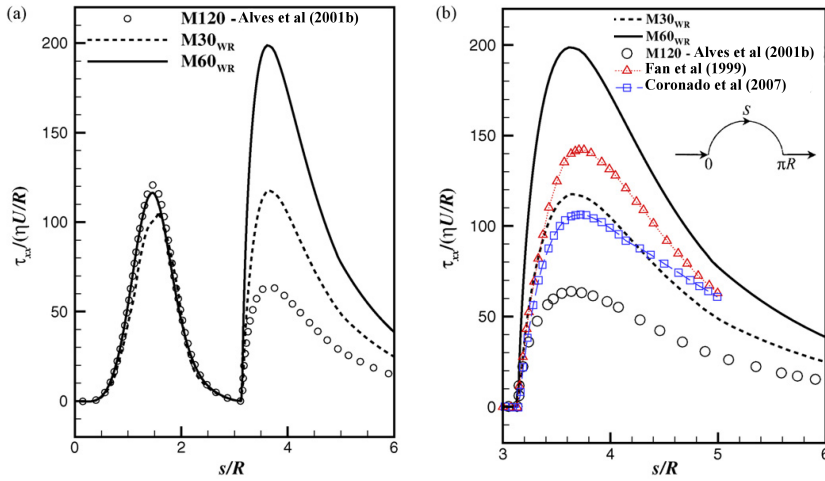 (a)
M120 - Alves et al (2001b)
M30WR
M60WR
τxx/(ηU/R)
200
150
100
50
0
0
2
4
6
s/R
(b)
M30WR
M60WR
M120 - Alves et al (2001b)
Fan et al (1999)
Coronado et al (2007)
s
0
πR
τxx/(ηU/R)
200
150
100
50
0
3
4
5
6
s/R